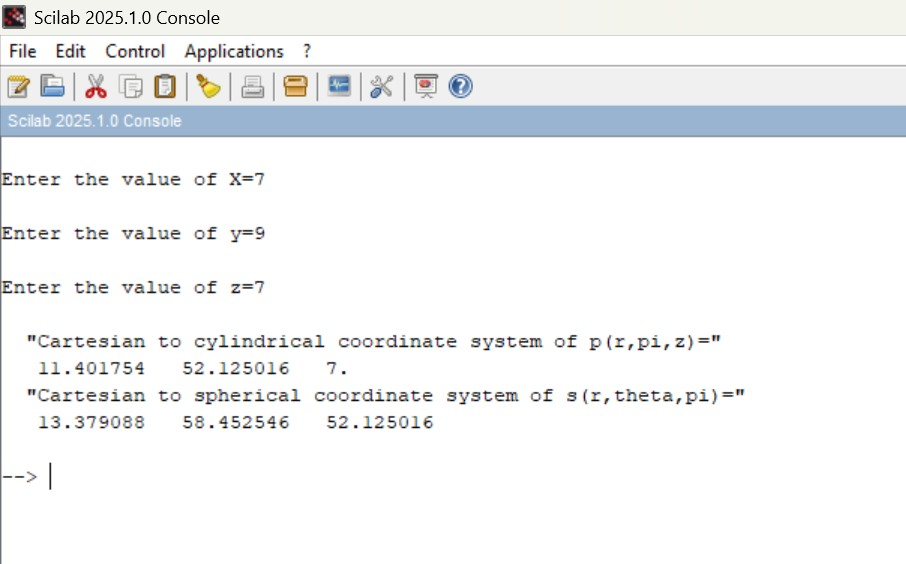 Scilab 2025.1.0 Console
File Edit Control Applications ?
Scilab 2025.1.0 Console
Enter the value of X=7
Enter the value of y=9
Enter the value of z=7
"Cartesian to cylindrical coordinate system of p(r,pi,z)="
11.401754 52.125016 7.
"Cartesian to spherical coordinate system of s(r,theta,pi)="
13.379088 58.452546 52.125016
-->